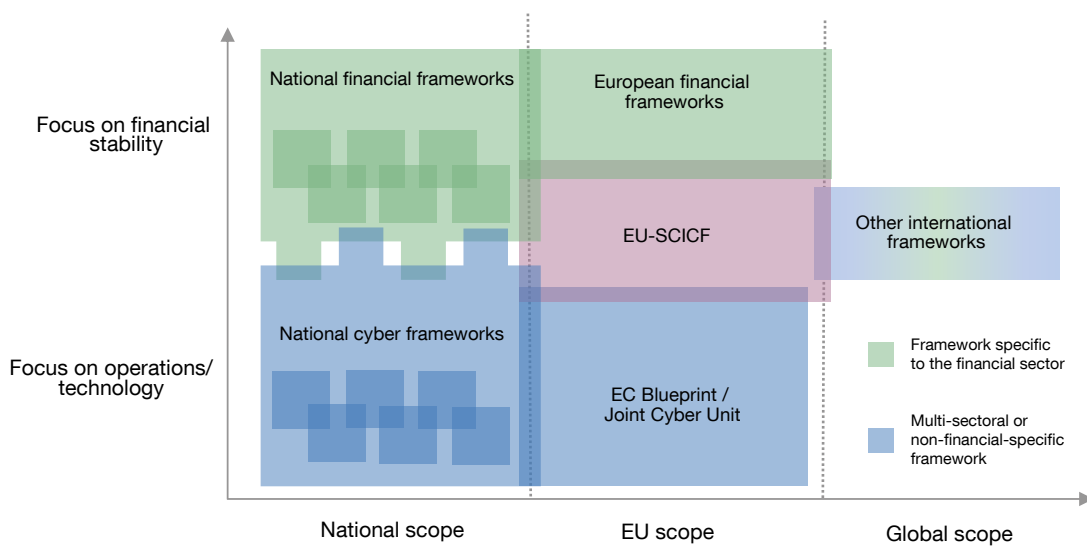 Focus on financial
stability
Focus on operations/
technology
National financial frameworks
European financial
frameworks
EU-SCICF
Other international
frameworks
National cyber frameworks
EC Blueprint /
Joint Cyber Unit
Framework specific
to the financial sector
Multi-sectoral or
non-financial-specific
framework
National scope
EU scope
Global scope